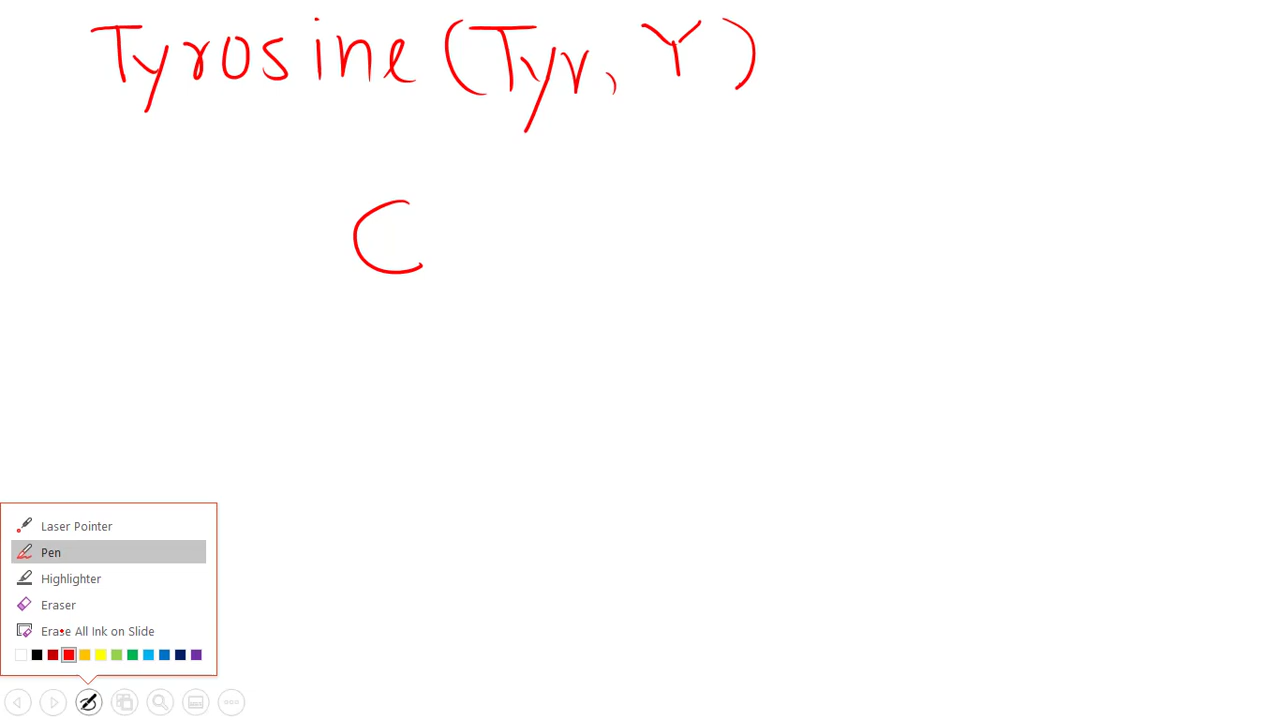 Tyrosine (Tyr, Y)
C
Laser Pointer
Pen
Highlighter
Eraser
Erase All Ink on Slide